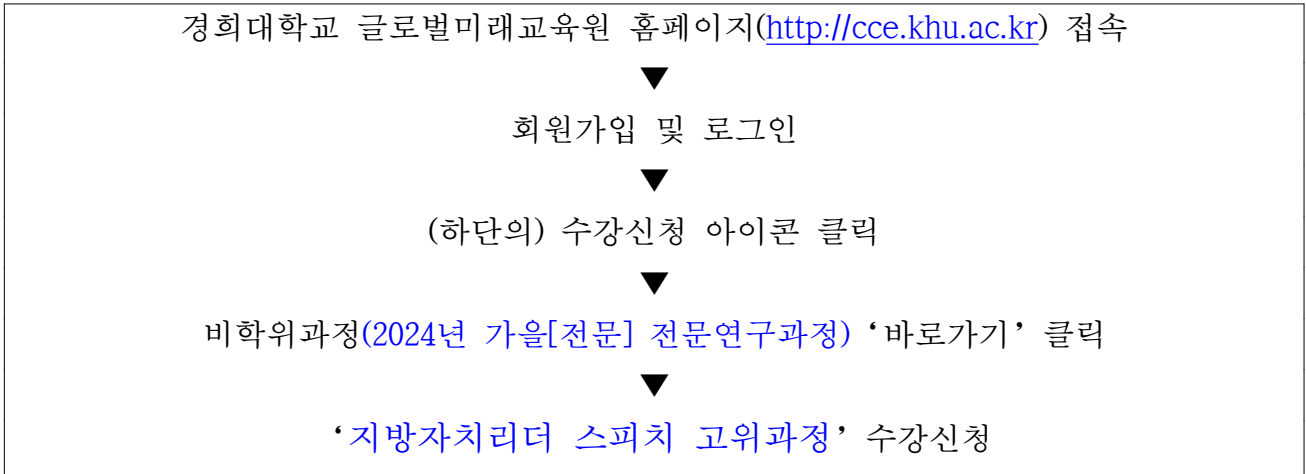 경희대학교 글로벌미래교육원 홈페이지(http://cce.khu.ac.kr) 접속
▼
회원가입 및 로그인
▼
(하단의) 수강신청 아이콘 클릭
▼
비학위과정(2024년 가을[전문] 전문연구과정) ‘바로가기’ 클릭
▼
‘지방자치리더 스피치 고위과정’ 수강신청